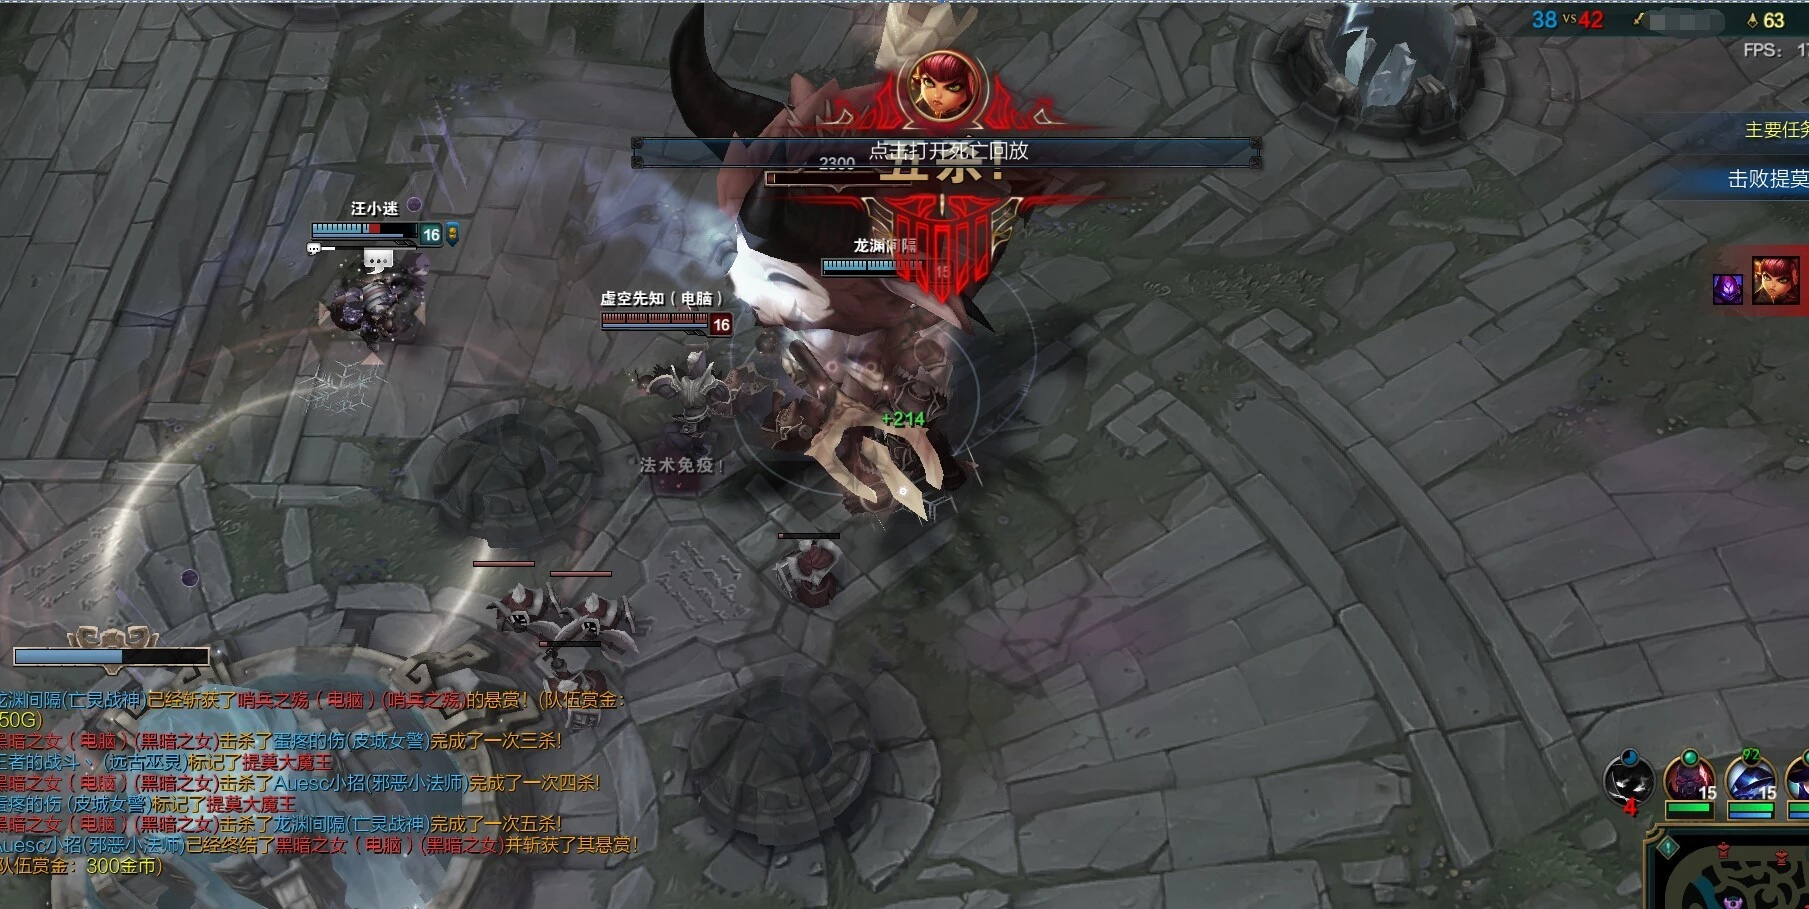 38 vs 42
63
FPS: 17
主要任务
点击打开死亡回放
2300
五杀!
击败提莫
汪小迷
16
龙渊间隔
15
虚空先知（电脑）
16
+214
法术免疫！
龙渊间隔(亡灵战神)已经斩获了哨兵之殇（电脑）(哨兵之殇)的悬赏！(队伍赏金：
50G)
黑暗之女（电脑）(黑暗之女)击杀了蛋疼的伤(皮城女警)完成了一次三杀！
王者的战斗丶 (远古巫灵)标记了提莫大魔王
黑暗之女（电脑）(黑暗之女)击杀了Auesc小招(邪恶小法师)完成了一次四杀！
蛋疼的伤 (皮城女警)标记了提莫大魔王
黑暗之女（电脑）(黑暗之女)击杀了龙渊间隔(亡灵战神)完成了一次五杀！
Auesc小招(邪恶小法师)已经终结了黑暗之女（电脑）(黑暗之女)并斩获了其悬赏！
队伍赏金：300金币)
92
15
15
4